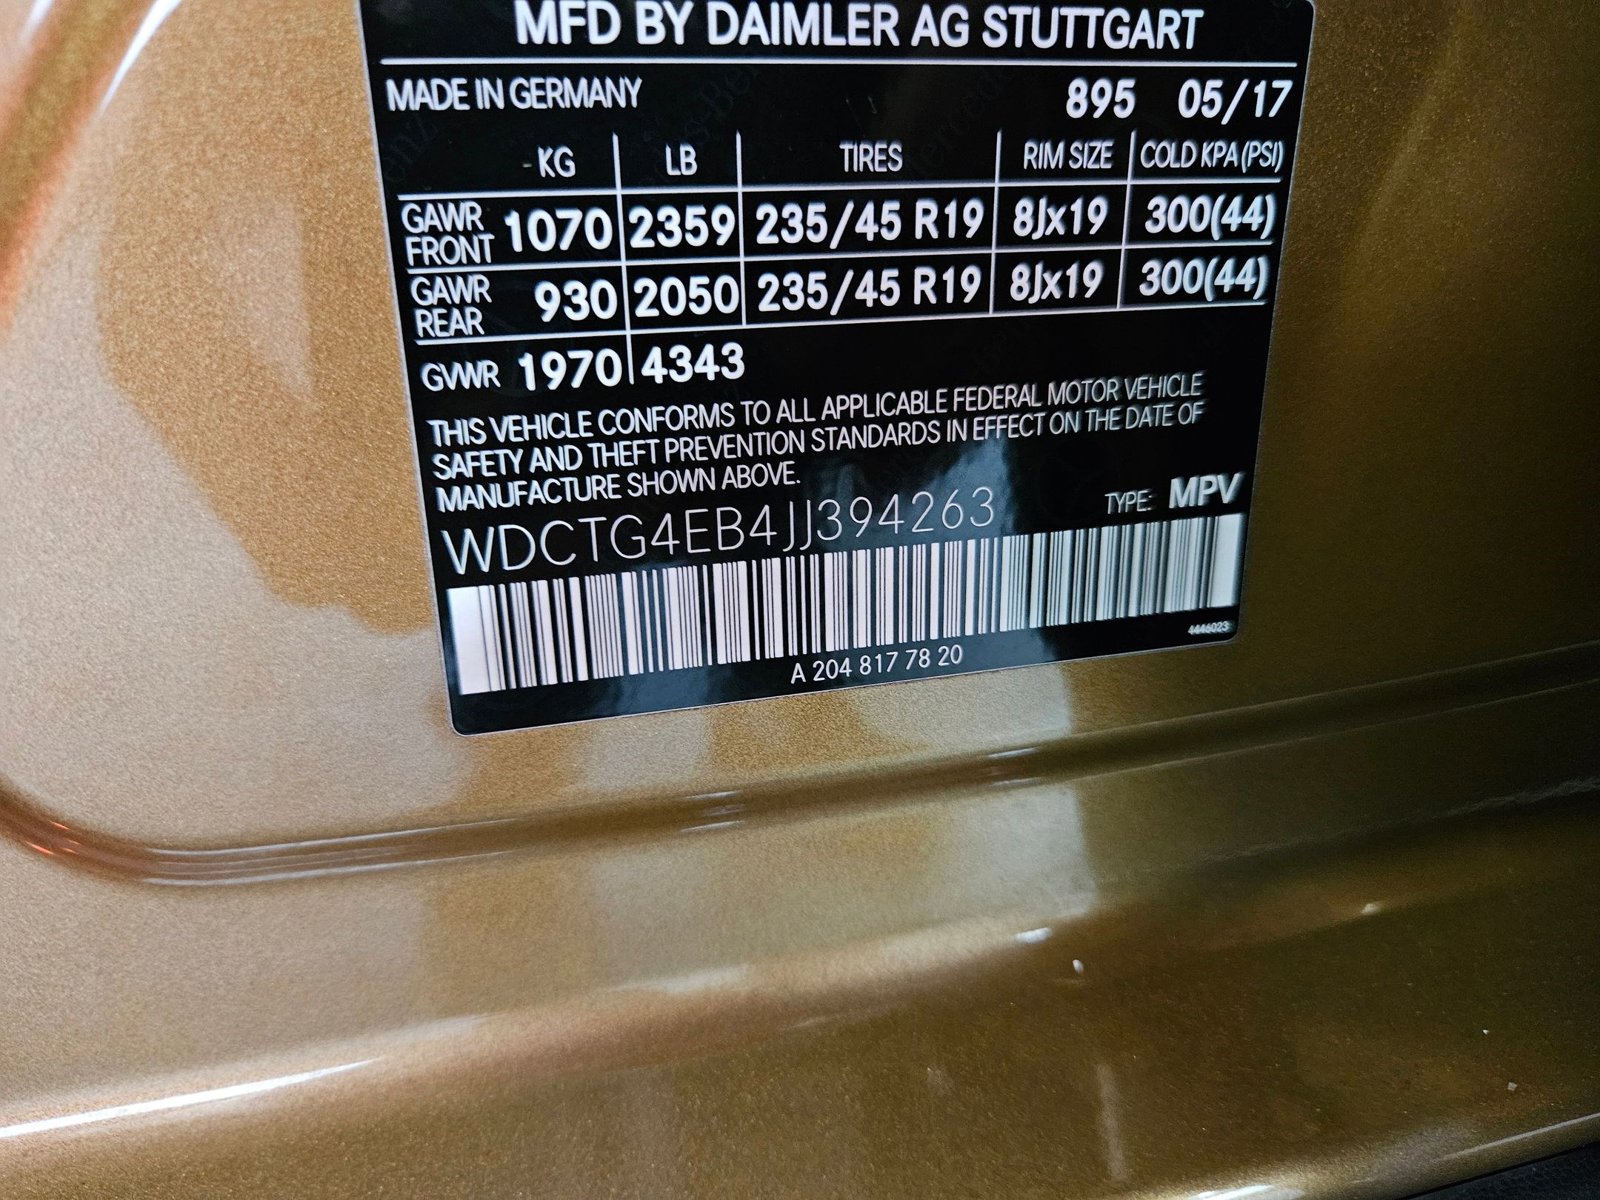 MFD BY DAIMLER AG STUTTGART
MADE IN GERMANY 895 05/17
KG LB TIRES RIM SIZE COLD KPA (PSI)
GAWR FRONT 1070 2359 235/45 R19 8Jx19 300(44)
GAWR REAR 930 2050 235/45 R19 8Jx19 300(44)
GVWR 1970 4343
THIS VEHICLE CONFORMS TO ALL APPLICABLE FEDERAL MOTOR VEHICLE
SAFETY AND THEFT PREVENTION STANDARDS IN EFFECT ON THE DATE OF
MANUFACTURE SHOWN ABOVE.
WDCTG4EB4JJ394263 TYPE: MPV
4446023
A 204 817 78 20